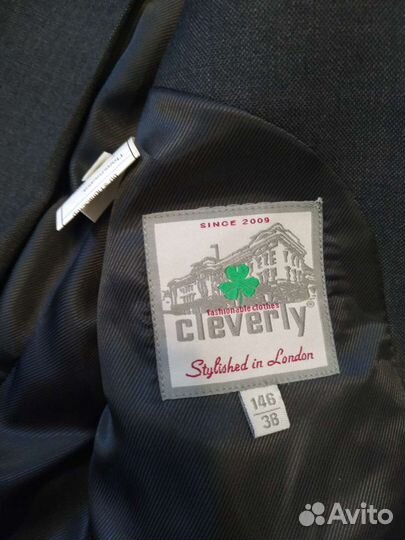 SINCE 2009
fashionable clothes
cleverly®
Stylished in London
146
38
Avito